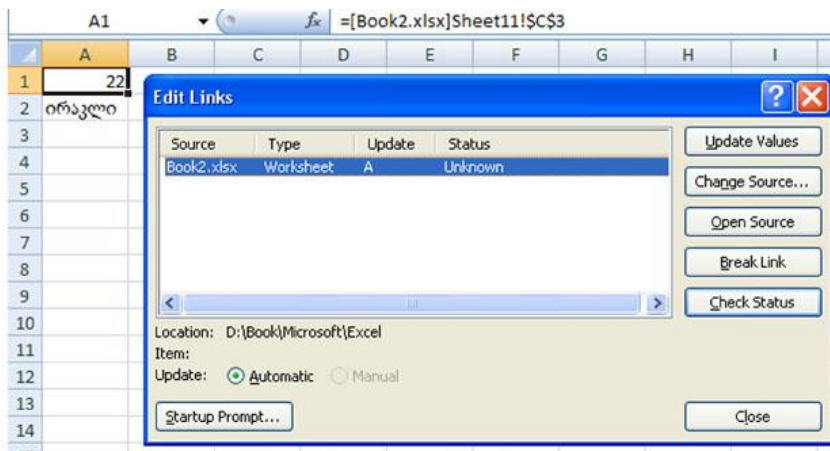 A1 fx =[Book2.xlsx]Sheet11!$C$3
A B C D E F G H I
1 22
2 ირაკლი
3
4
5
6
7
8
9
10
11
12
13
14
Edit Links
Source Type Update Status
Book2.xlsx Worksheet A Unknown
Update Values
Change Source...
Open Source
Break Link
Check Status
Location: D:\Book\Microsoft\Excel
Item:
Update: Automatic Manual
Startup Prompt... Close